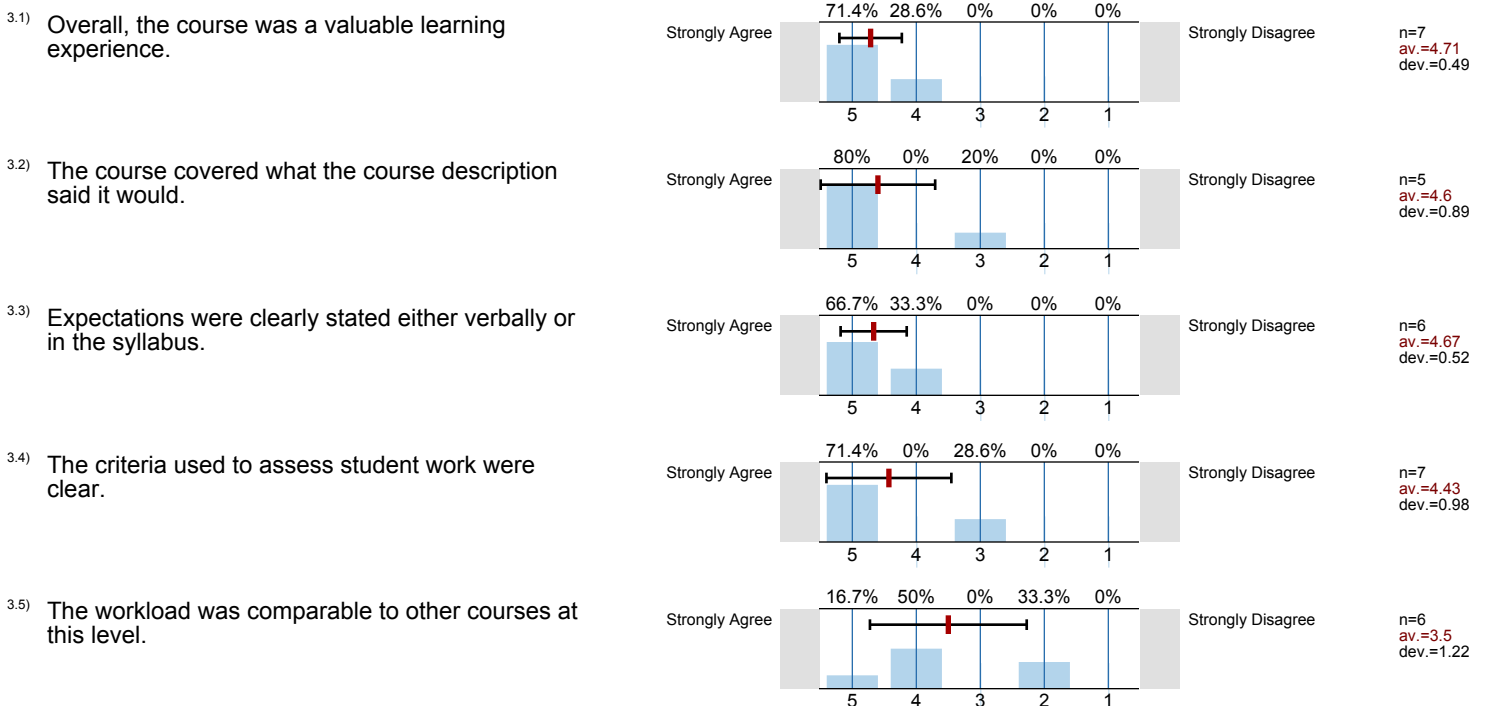 3.1) Overall, the course was a valuable learning
experience.
71.4% 28.6% 0% 0% 0%
Strongly Agree
Strongly Disagree
n=7
av.=4.71
dev.=0.49
5 4 3 2 1
3.2) The course covered what the course description
said it would.
80% 0% 20% 0% 0%
Strongly Agree
Strongly Disagree
n=5
av.=4.6
dev.=0.89
5 4 3 2 1
3.3) Expectations were clearly stated either verbally or
in the syllabus.
66.7% 33.3% 0% 0% 0%
Strongly Agree
Strongly Disagree
n=6
av.=4.67
dev.=0.52
5 4 3 2 1
3.4) The criteria used to assess student work were
clear.
71.4% 0% 28.6% 0% 0%
Strongly Agree
Strongly Disagree
n=7
av.=4.43
dev.=0.98
5 4 3 2 1
3.5) The workload was comparable to other courses at
this level.
16.7% 50% 0% 33.3% 0%
Strongly Agree
Strongly Disagree
n=6
av.=3.5
dev.=1.22
5 4 3 2 1